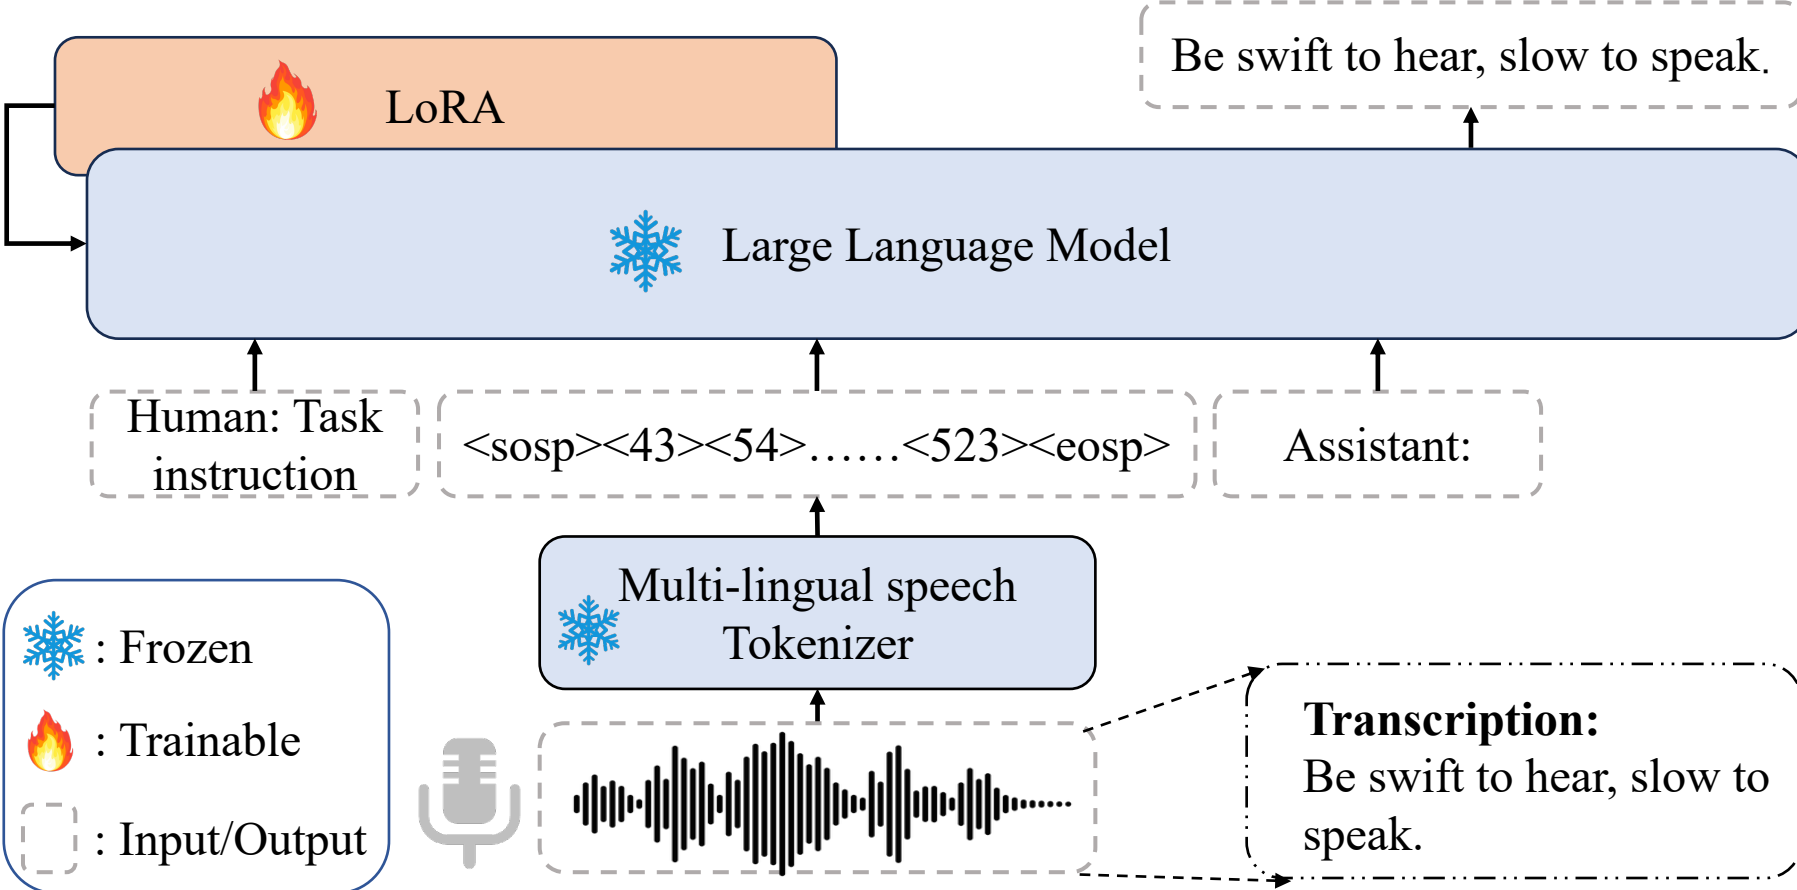 LoRA
Be swift to hear, slow to speak.
Large Language Model
Human: Task
instruction
<sosp><43><54>……<523><eosp>
Assistant:
Multi-lingual speech
Tokenizer
: Frozen
: Trainable
: Input/Output
Transcription:
Be swift to hear, slow to
speak.